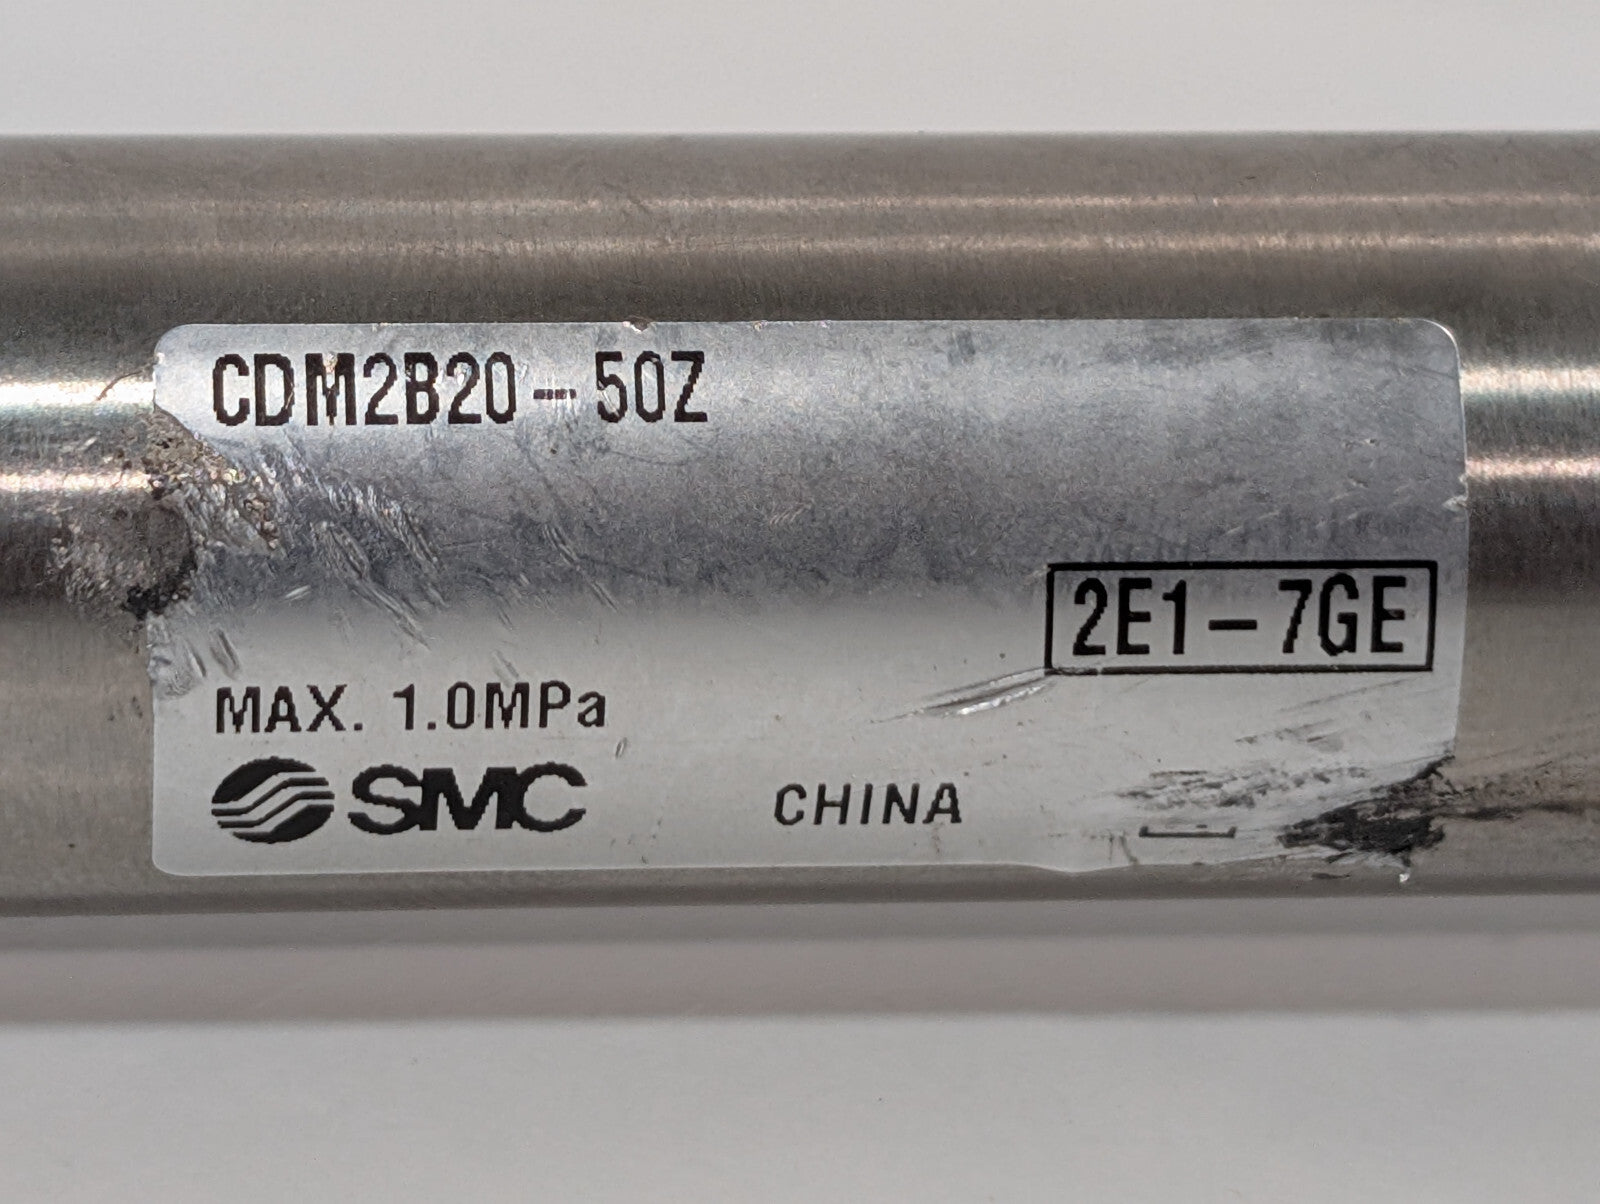 CDM2B20-50Z
2E1-7GE
MAX. 1.0MPa
SMC
CHINA